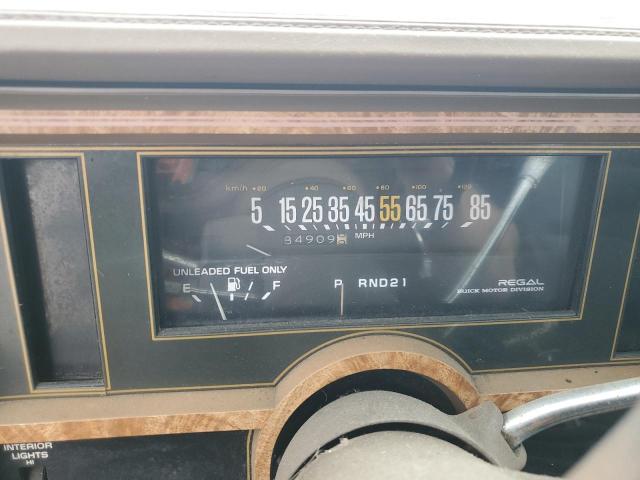 km/h 20 40 60 80 100 120
5 15 25 35 45 55 65 75 85
MPH
UNLEADED FUEL ONLY
E F P RND21
REGAL
BUICK MOTOR DIVISION
INTERIOR
LIGHTS
HI